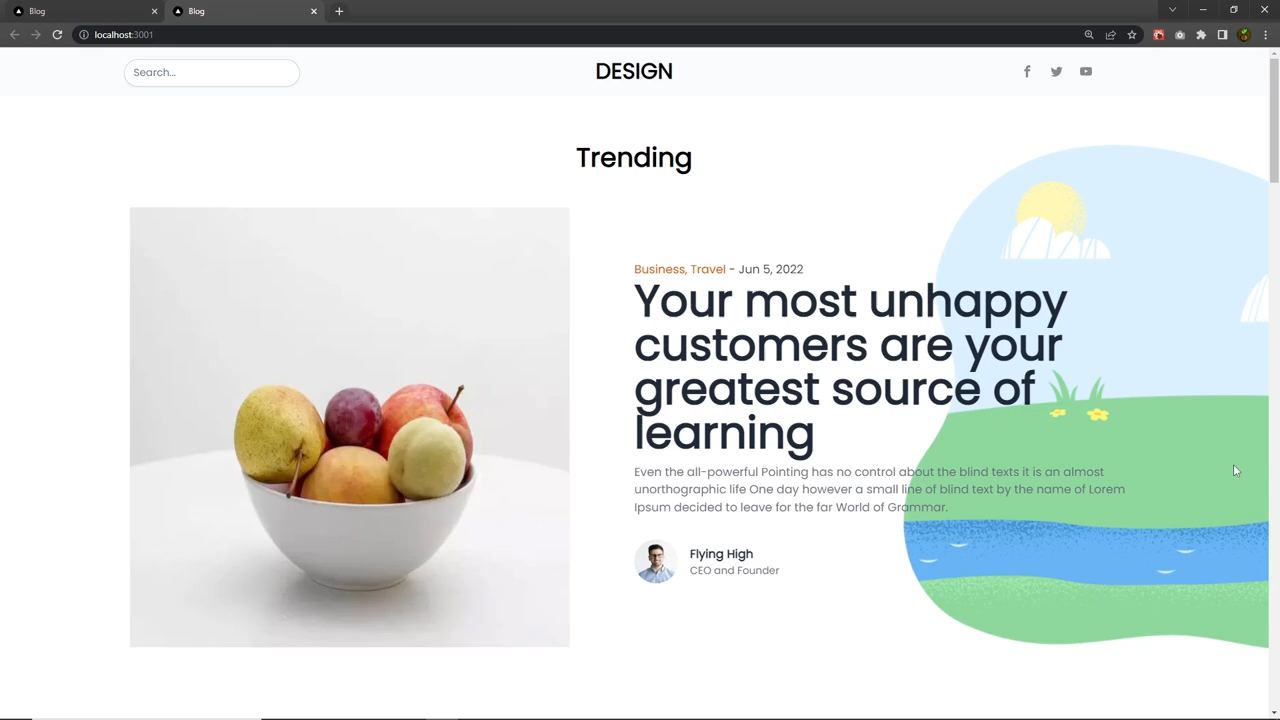 Blog
Blog
localhost:3001
Search...
DESIGN
Trending
Business, Travel - Jun 5, 2022
Your most unhappy
customers are your
greatest source of
learning
Even the all-powerful Pointing has no control about the blind texts it is an almost
unorthographic life One day however a small line of blind text by the name of Lorem
Ipsum decided to leave for the far World of Grammar.
Flying High
CEO and Founder